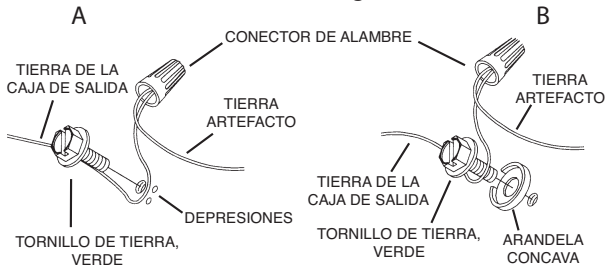 A
B
CONECTOR DE ALAMBRE
TIERRA DE LA
CAJA DE SALIDA
TIERRA
ARTEFACTO
DEPRESIONES
TORNILLO DE TIERRA,
VERDE
TIERRA
ARTEFACTO
TIERRA DE LA
CAJA DE SALIDA
TORNILLO DE TIERRA,
VERDE
ARANDELA
CONCAVA